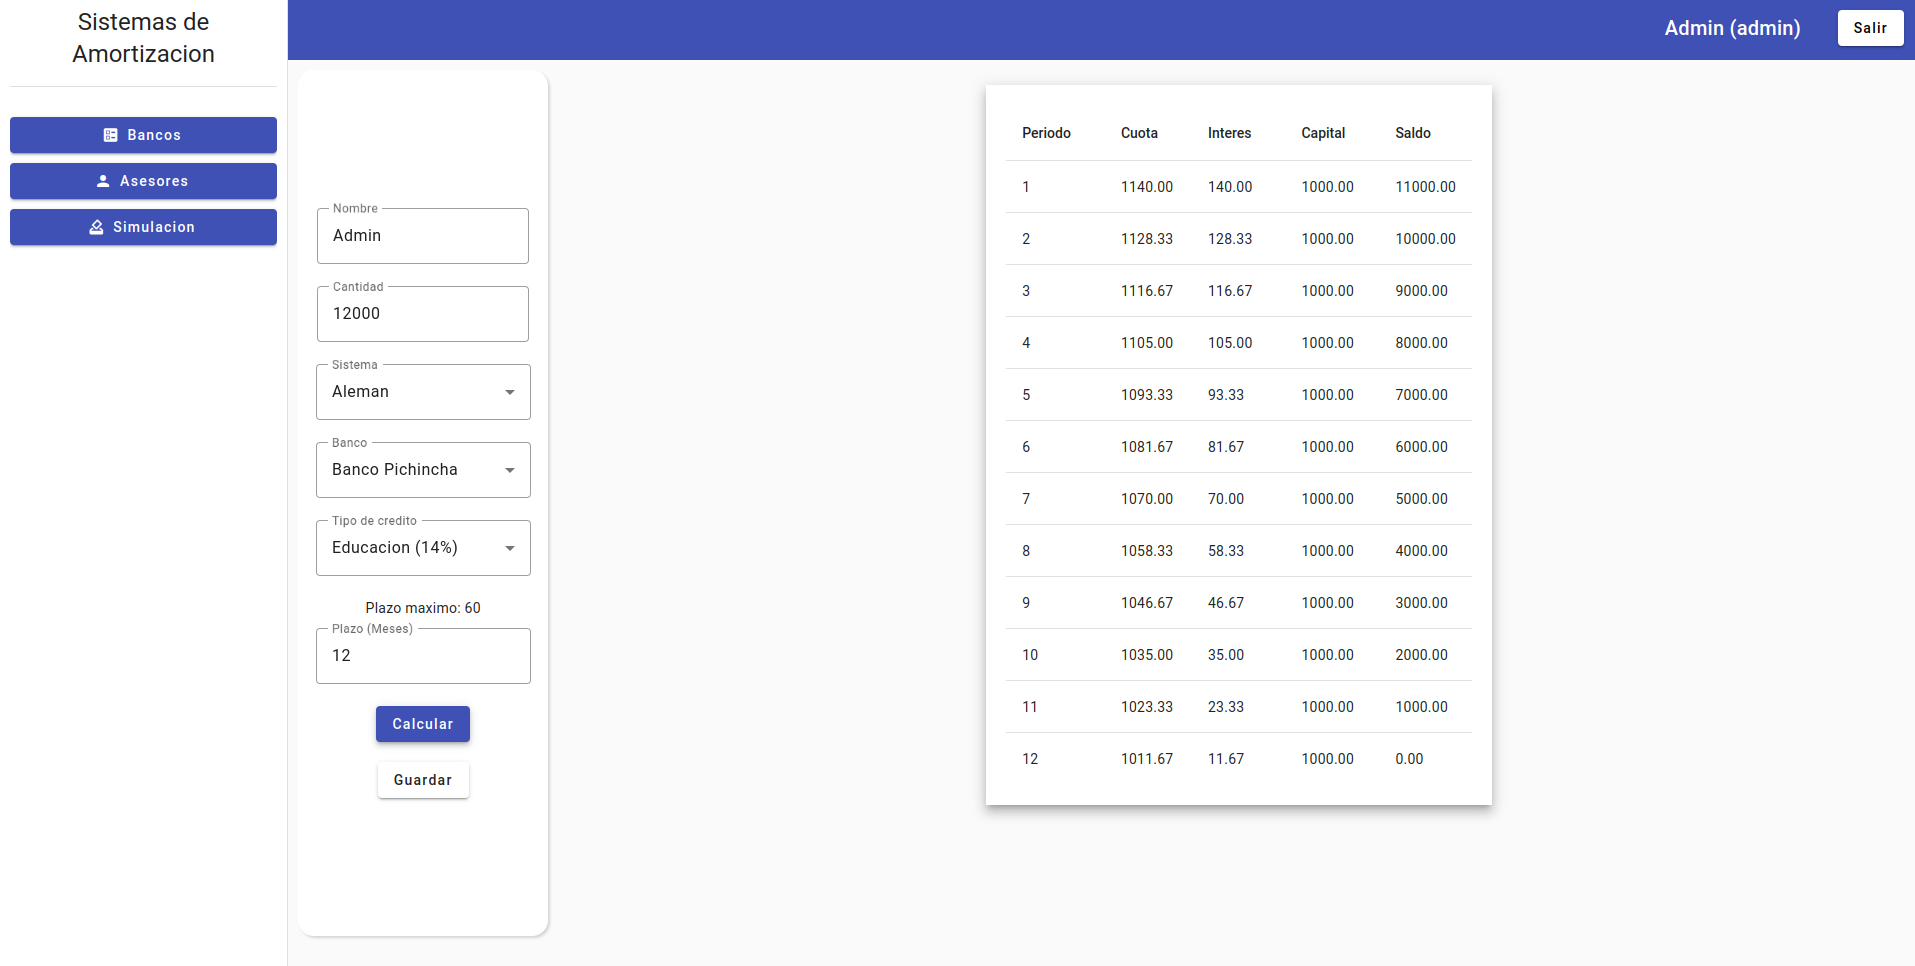 Sistemas de
Amortizacion
Bancos
Asesores
Simulacion
Admin (admin)
Salir
Nombre
Admin
Cantidad
12000
Sistema
Aleman
Banco
Banco Pichincha
Tipo de credito
Educacion (14%)
Plazo maximo: 60
Plazo (Meses)
12
Calcular
Guardar
Periodo Cuota Interes Capital Saldo
1 1140.00 140.00 1000.00 11000.00
2 1128.33 128.33 1000.00 10000.00
3 1116.67 116.67 1000.00 9000.00
4 1105.00 105.00 1000.00 8000.00
5 1093.33 93.33 1000.00 7000.00
6 1081.67 81.67 1000.00 6000.00
7 1070.00 70.00 1000.00 5000.00
8 1058.33 58.33 1000.00 4000.00
9 1046.67 46.67 1000.00 3000.00
10 1035.00 35.00 1000.00 2000.00
11 1023.33 23.33 1000.00 1000.00
12 1011.67 11.67 1000.00 0.00